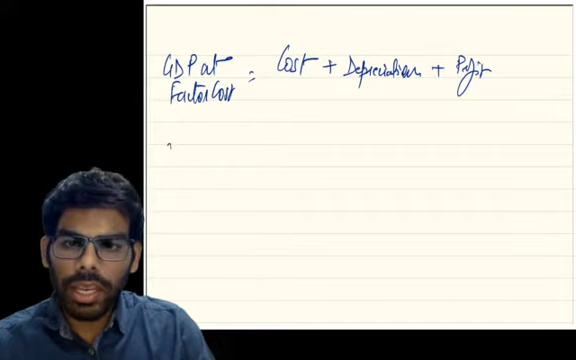 GDP at = Cost + Depreciation + Profit
Factor Cost